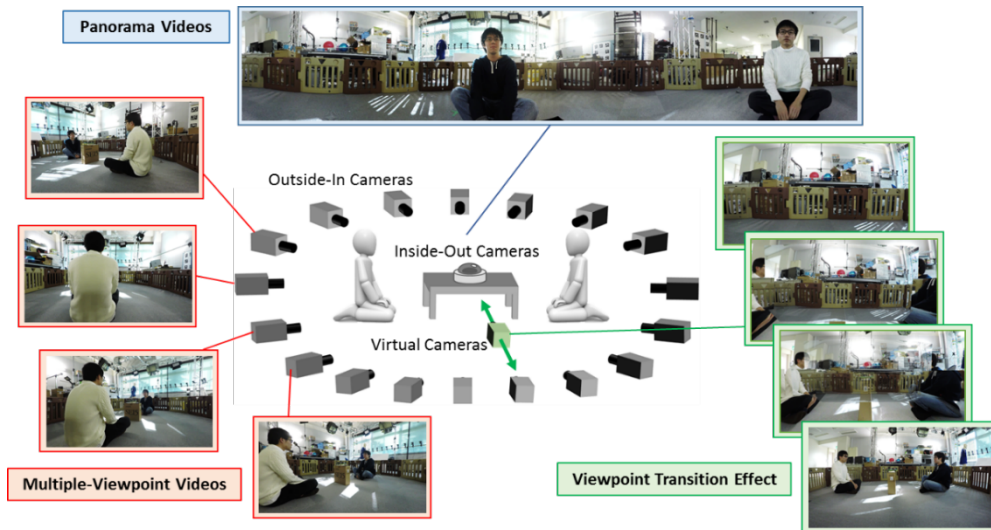 Panorama Videos
Outside-In Cameras
Inside-Out Cameras
Virtual Cameras
Multiple-Viewpoint Videos
Viewpoint Transition Effect